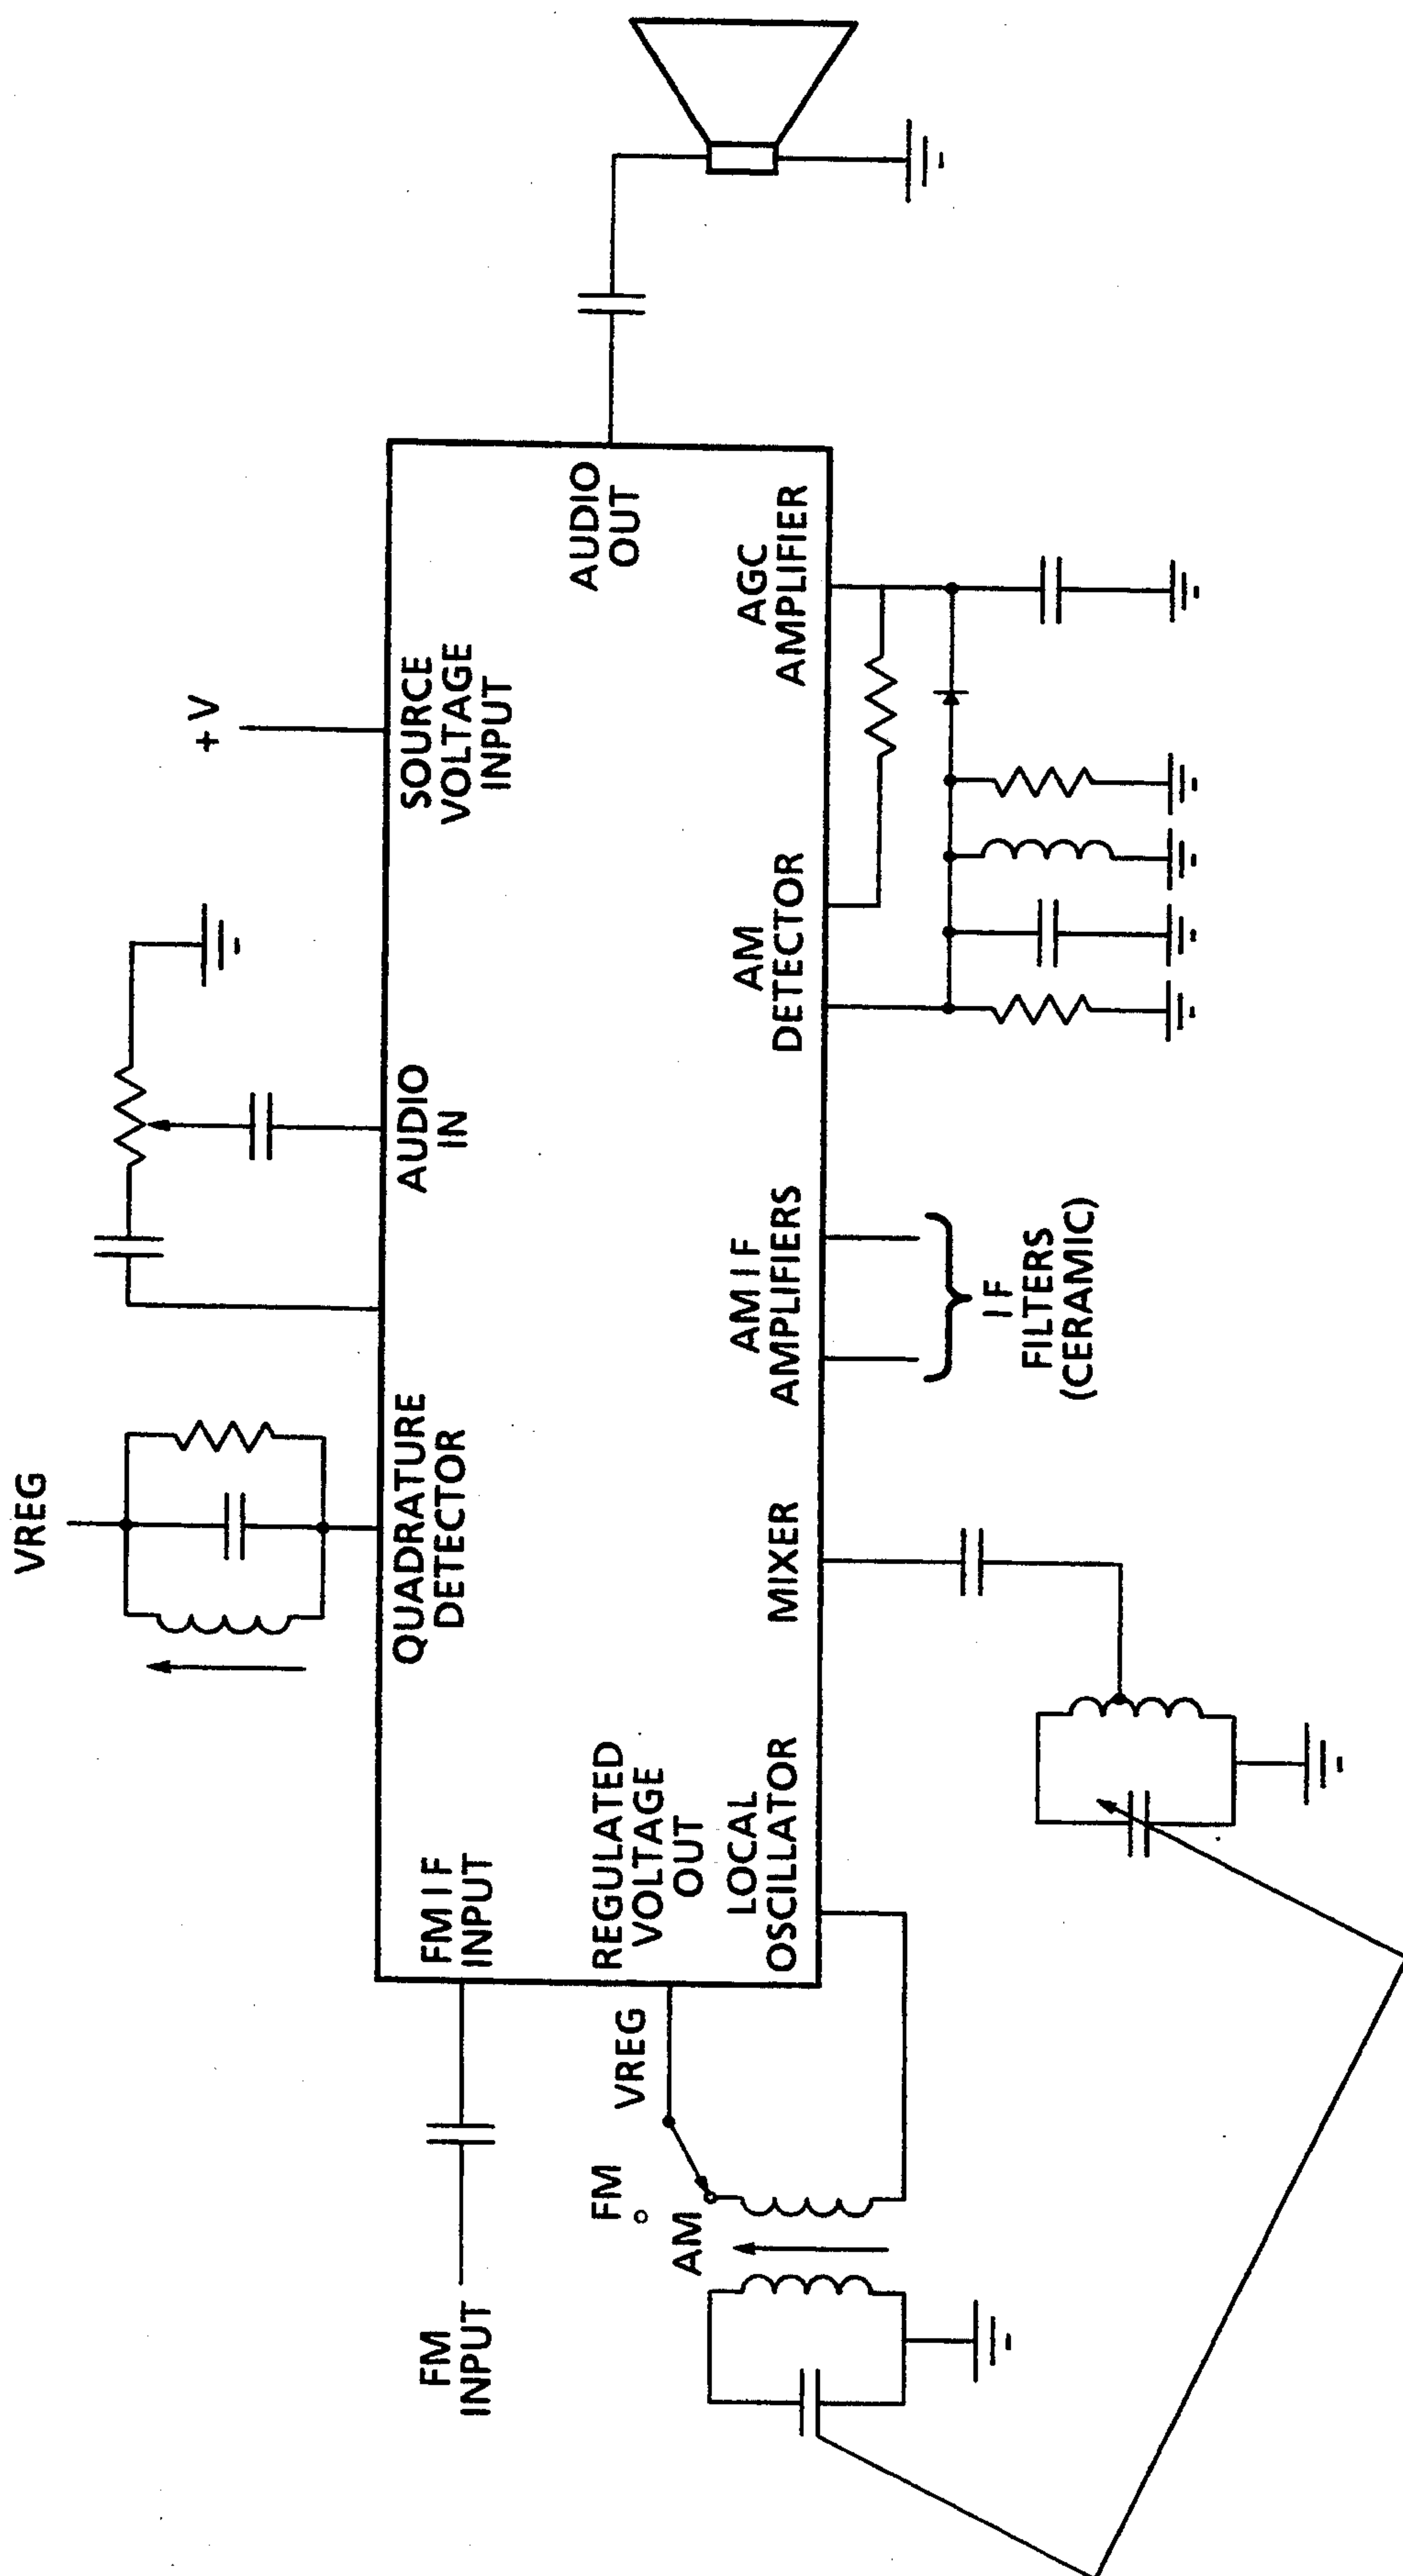 VREG
+V
FM
INPUT
FM I F
INPUT
QUADRATURE
DETECTOR
AUDIO
IN
SOURCE
VOLTAGE
INPUT
AUDIO
OUT
FM
AM
VREG
REGULATED
VOLTAGE
OUT
LOCAL
OSCILLATOR
MIXER
AM I F
AMPLIFIERS
AM
DETECTOR
AGC
AMPLIFIER
I F
FILTERS
(CERAMIC)